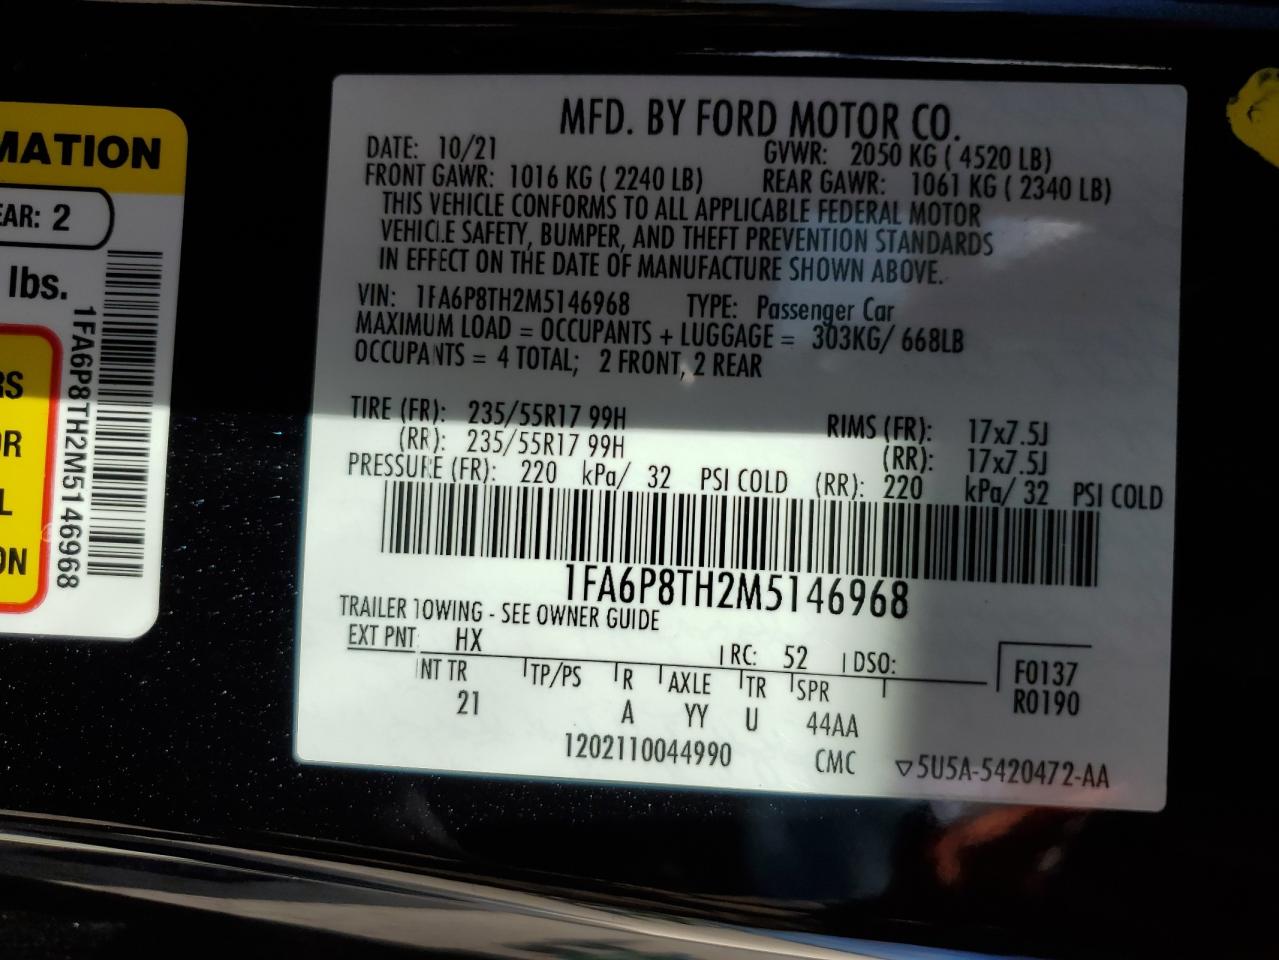 MATION
EAR: 2
lbs.
RS
OR
L
ON
1FA6P8TH2M5146968
MFD. BY FORD MOTOR CO.
DATE: 10/21 GVWR: 2050 KG ( 4520 LB)
FRONT GAWR: 1016 KG ( 2240 LB) REAR GAWR: 1061 KG ( 2340 LB)
THIS VEHICLE CONFORMS TO ALL APPLICABLE FEDERAL MOTOR
VEHICLE SAFETY, BUMPER, AND THEFT PREVENTION STANDARDS
IN EFFECT ON THE DATE OF MANUFACTURE SHOWN ABOVE.
VIN: 1FA6P8TH2M5146968 TYPE: Passenger Car
MAXIMUM LOAD = OCCUPANTS + LUGGAGE = 303KG/ 668LB
OCCUPANTS = 4 TOTAL; 2 FRONT, 2 REAR
TIRE (FR): 235/55R17 99H RIMS (FR): 17x7.5J
(RR): 235/55R17 99H (RR): 17x7.5J
PRESSURE (FR): 220 kPa/ 32 PSI COLD (RR): 220 kPa/ 32 PSI COLD
1FA6P8TH2M5146968
TRAILER TOWING - SEE OWNER GUIDE
EXT PNT: HX RC: 52 DSO: F0137
INT TR TP/PS R AXLE TR SPR R0190
21 A YY U 44AA
1202110044990 CMC ▽5U5A-5420472-AA